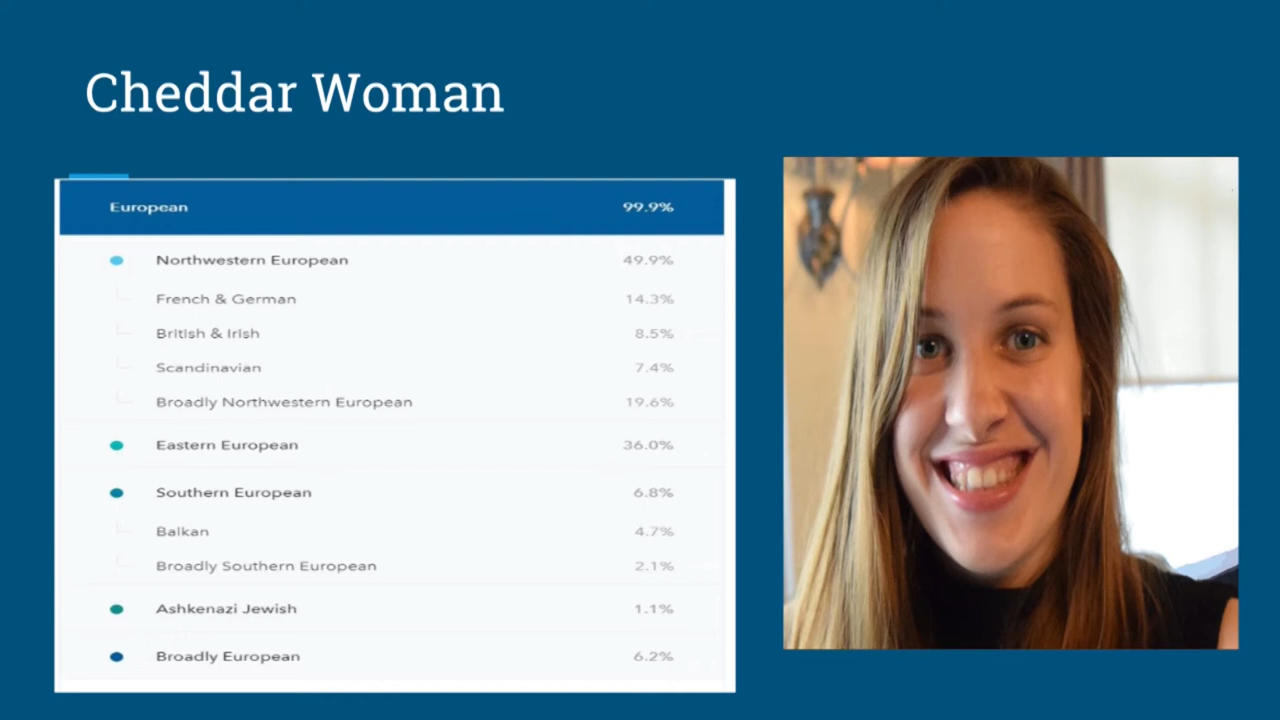 Cheddar Woman
European 99.9%
Northwestern European 49.9%
French & German 14.3%
British & Irish 8.5%
Scandinavian 7.4%
Broadly Northwestern European 19.6%
Eastern European 36.0%
Southern European 6.8%
Balkan 4.7%
Broadly Southern European 2.1%
Ashkenazi Jewish 1.1%
Broadly European 6.2%